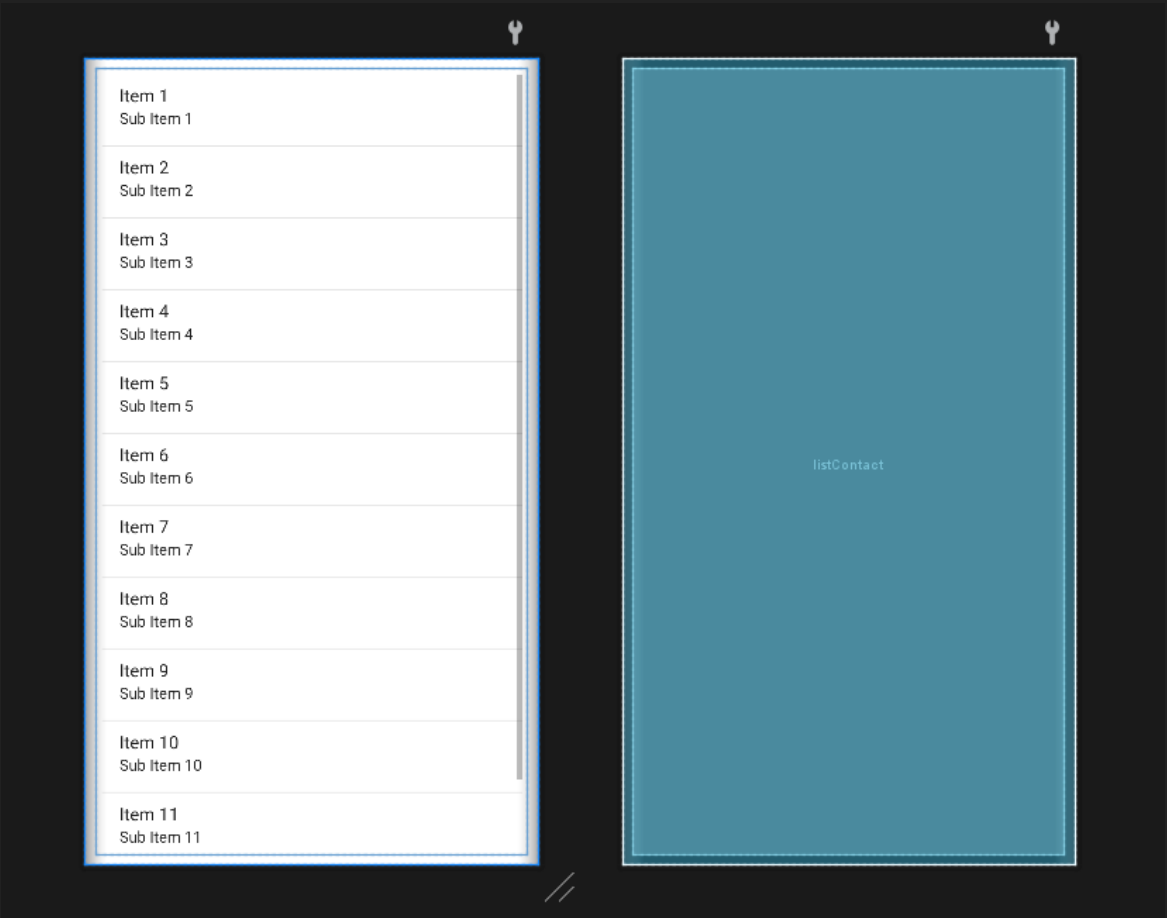 Item 1
Sub Item 1
Item 2
Sub Item 2
Item 3
Sub Item 3
Item 4
Sub Item 4
Item 5
Sub Item 5
Item 6
Sub Item 6
Item 7
Sub Item 7
Item 8
Sub Item 8
Item 9
Sub Item 9
Item 10
Sub Item 10
Item 11
Sub Item 11
listContact